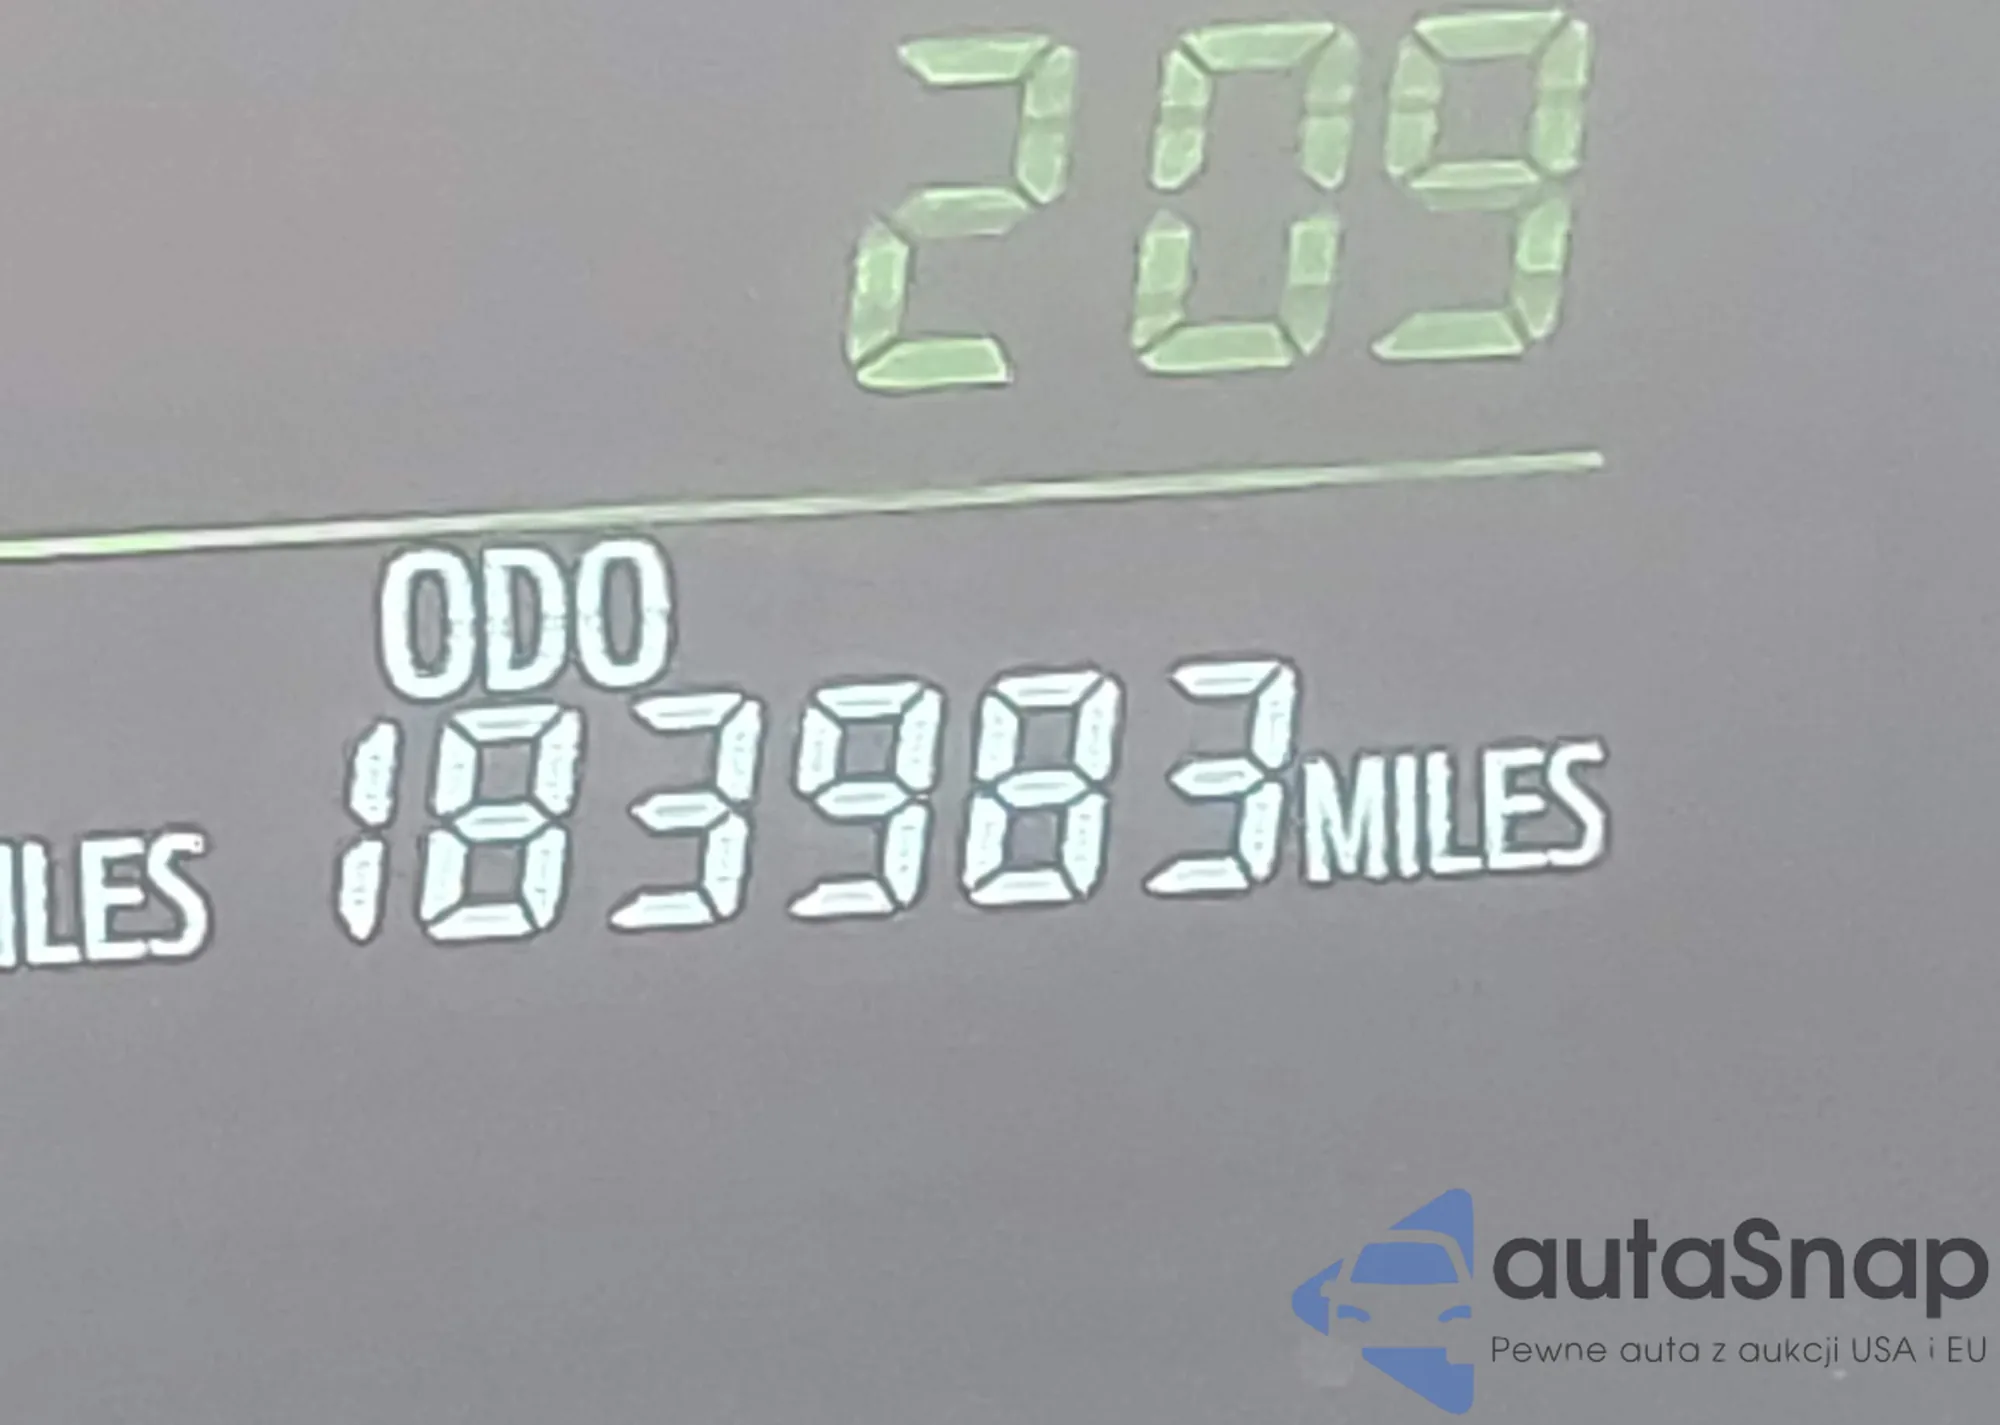 209
ODO
ILES 183983 MILES
autaSnap
Pewne auta z aukcji USA i EU